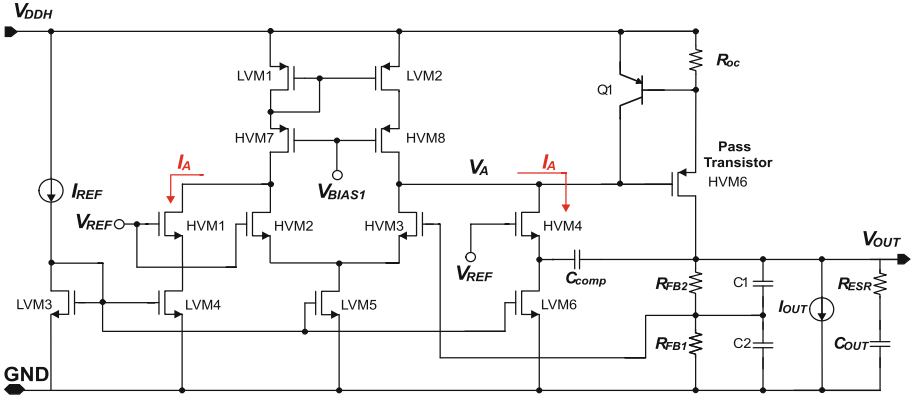 VDDH
LVM1
LVM2
Roc
Q1
HVM7
HVM8
Pass
Transistor
HVM6
IA
VA
IA
IREF
VBIAS1
VREF
HVM1
HVM2
HVM3
HVM4
VREF
Ccomp
VOUT
LVM3
LVM4
LVM5
LVM6
RFB2
C1
IOUT
RESR
RFB1
C2
COUT
GND